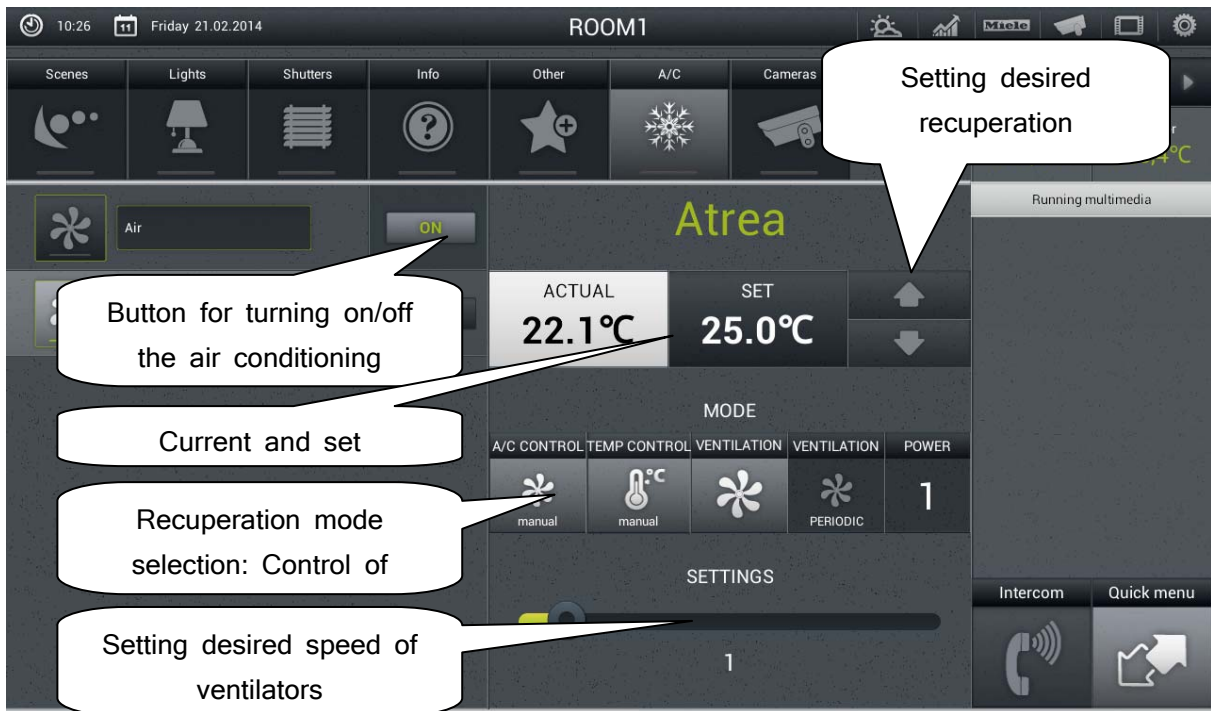 10:26 11 Friday 21.02.2014 ROOM1 Miele
Scenes Lights Shutters Info Other A/C Cameras
Setting desired
recuperation
Running multimedia
Air ON Atrea
Button for turning on/off
the air conditioning
ACTUAL SET
22.1°C 25.0°C
Current and set
MODE
A/C CONTROL TEMP CONTROL VENTILATION VENTILATION POWER
°C 1
manual manual PERIODIC
Recuperation mode
selection: Control of
SETTINGS
Setting desired speed of
ventilators
1
Intercom Quick menu